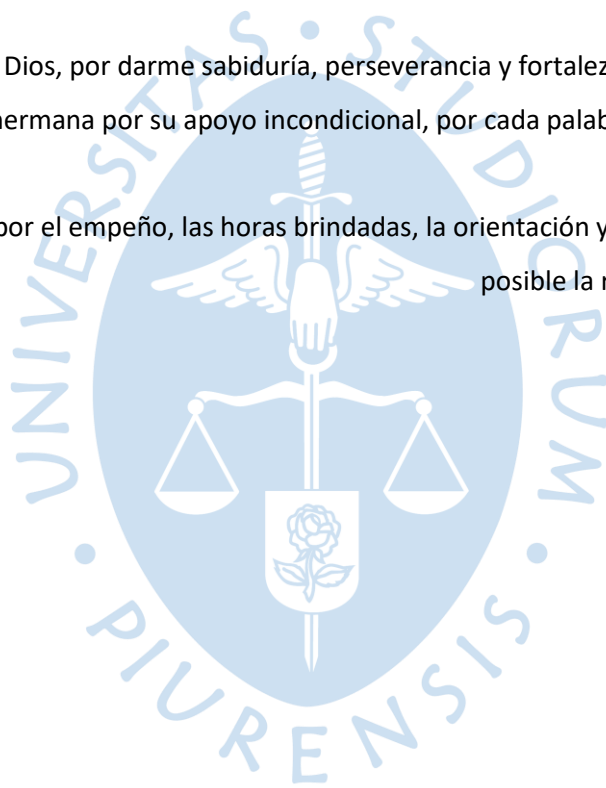 Dios, por darme sabiduría, perseverancia y fortalez
ermana por su apoyo incondicional, por cada palab
por el empeño, las horas brindadas, la orientación y
posible la
UNIVERSITAS • STUDIORUM • PIURENSIS •